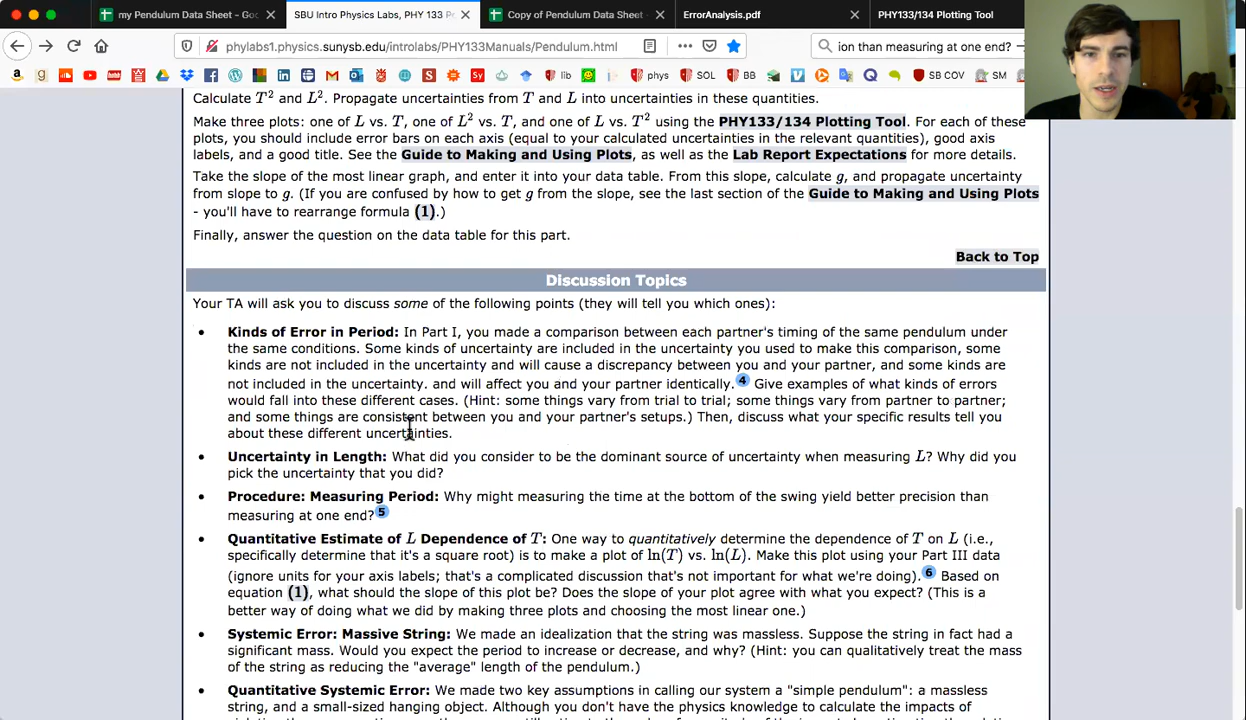 my Pendulum Data Sheet - Goo
SBU Intro Physics Labs, PHY 133 P
Copy of Pendulum Data Sheet
ErrorAnalysis.pdf
PHY133/134 Plotting Tool
phylabs1.physics.sunysb.edu/introlabs/PHY133Manuals/Pendulum.html
ion than measuring at one end?
lib
phys
SOL
BB
SB COV
SM
Calculate T² and L². Propagate uncertainties from T and L into uncertainties in these quantities.
Make three plots: one of L vs. T, one of L² vs. T, and one of L vs. T² using the PHY133/134 Plotting Tool. For each of these
plots, you should include error bars on each axis (equal to your calculated uncertainties in the relevant quantities), good axis
labels, and a good title. See the Guide to Making and Using Plots, as well as the Lab Report Expectations for more details.
Take the slope of the most linear graph, and enter it into your data table. From this slope, calculate g, and propagate uncertainty
from slope to g. (If you are confused by how to get g from the slope, see the last section of the Guide to Making and Using Plots
- you'll have to rearrange formula (1).)
Finally, answer the question on the data table for this part.
Back to Top
Discussion Topics
Your TA will ask you to discuss some of the following points (they will tell you which ones):
• Kinds of Error in Period: In Part I, you made a comparison between each partner's timing of the same pendulum under
the same conditions. Some kinds of uncertainty are included in the uncertainty you used to make this comparison, some
kinds are not included in the uncertainty and will cause a discrepancy between you and your partner, and some kinds are
not included in the uncertainty. and will affect you and your partner identically. 4 Give examples of what kinds of errors
would fall into these different cases. (Hint: some things vary from trial to trial; some things vary from partner to partner;
and some things are consistent between you and your partner's setups.) Then, discuss what your specific results tell you
about these different uncertainties.
• Uncertainty in Length: What did you consider to be the dominant source of uncertainty when measuring L? Why did you
pick the uncertainty that you did?
• Procedure: Measuring Period: Why might measuring the time at the bottom of the swing yield better precision than
measuring at one end? 5
• Quantitative Estimate of L Dependence of T: One way to quantitatively determine the dependence of T on L (i.e.,
specifically determine that it's a square root) is to make a plot of ln(T) vs. ln(L). Make this plot using your Part III data
(ignore units for your axis labels; that's a complicated discussion that's not important for what we're doing). 6 Based on
equation (1), what should the slope of this plot be? Does the slope of your plot agree with what you expect? (This is a
better way of doing what we did by making three plots and choosing the most linear one.)
• Systemic Error: Massive String: We made an idealization that the string was massless. Suppose the string in fact had a
significant mass. Would you expect the period to increase or decrease, and why? (Hint: you can qualitatively treat the mass
of the string as reducing the "average" length of the pendulum.)
• Quantitative Systemic Error: We made two key assumptions in calling our system a "simple pendulum": a massless
string, and a small-sized hanging object. Although you don't have the physics knowledge to calculate the impacts of